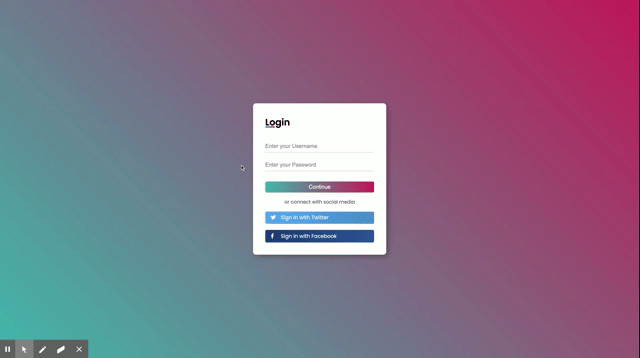 Login
Enter your Username
Enter your Password
Continue
or connect with social media
Sign in with Twitter
Sign in with Facebook